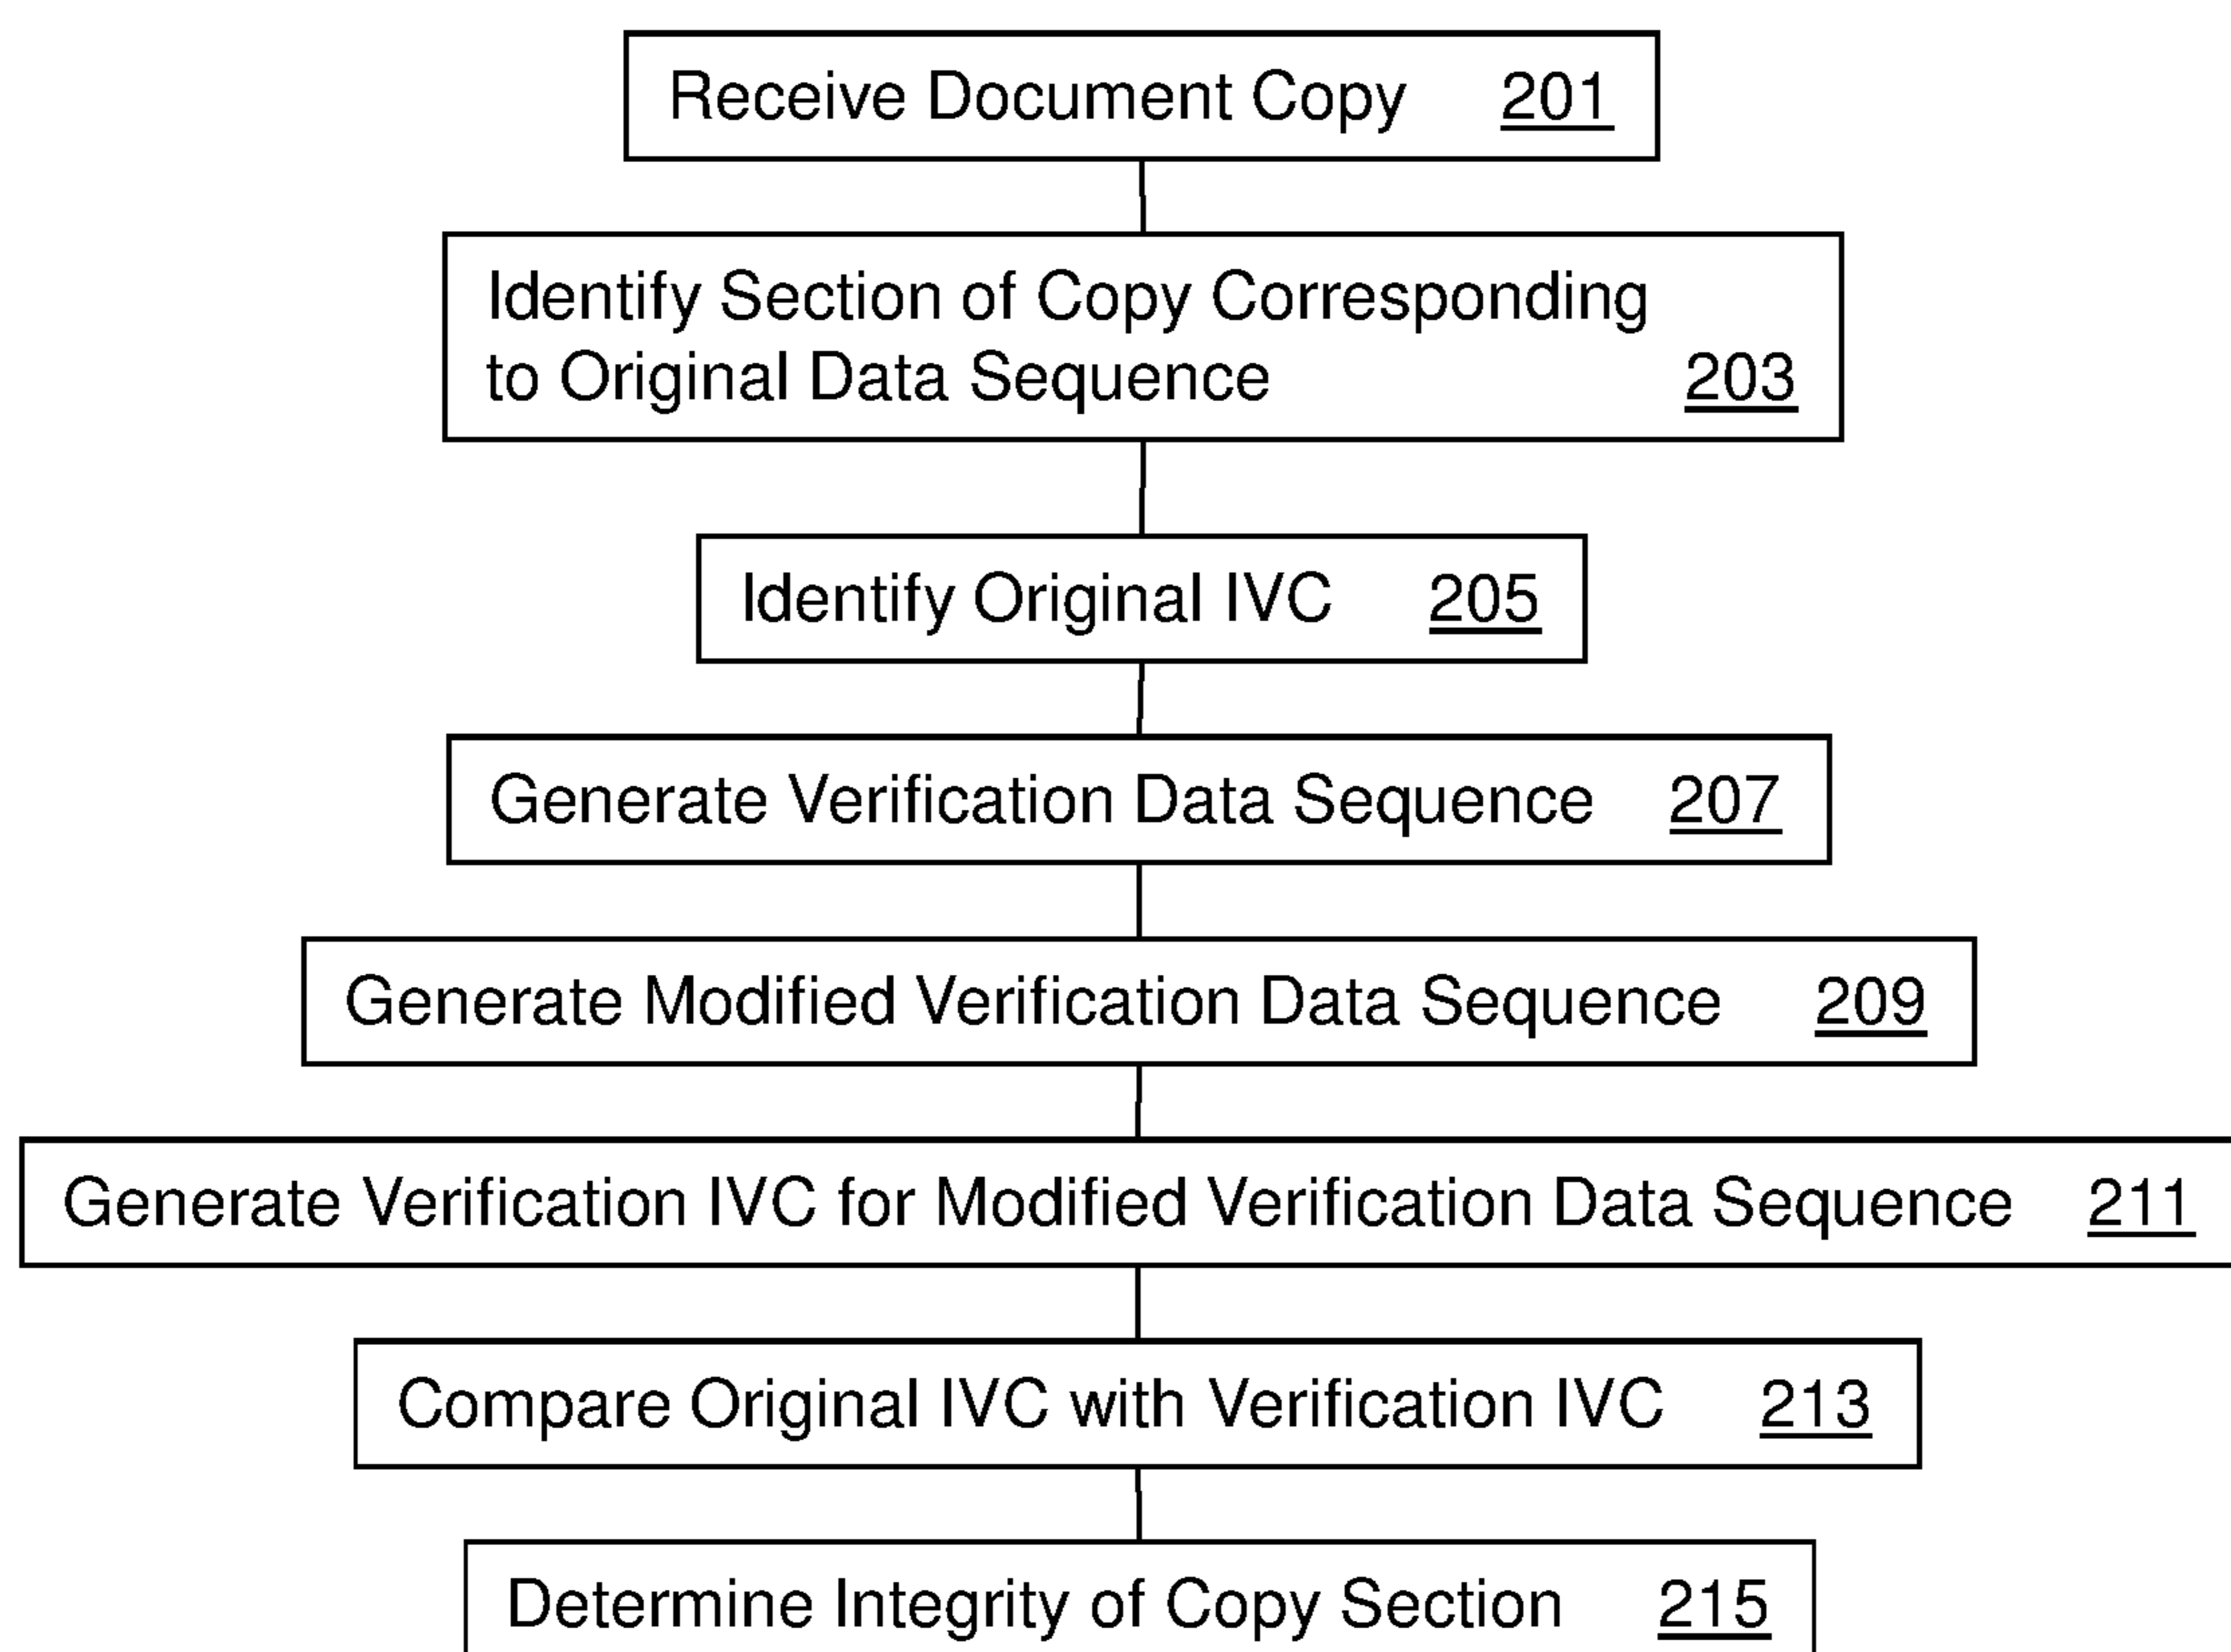 Receive Document Copy 201
Identify Section of Copy Corresponding
to Original Data Sequence 203
Identify Original IVC 205
Generate Verification Data Sequence 207
Generate Modified Verification Data Sequence 209
Generate Verification IVC for Modified Verification Data Sequence 211
Compare Original IVC with Verification IVC 213
Determine Integrity of Copy Section 215